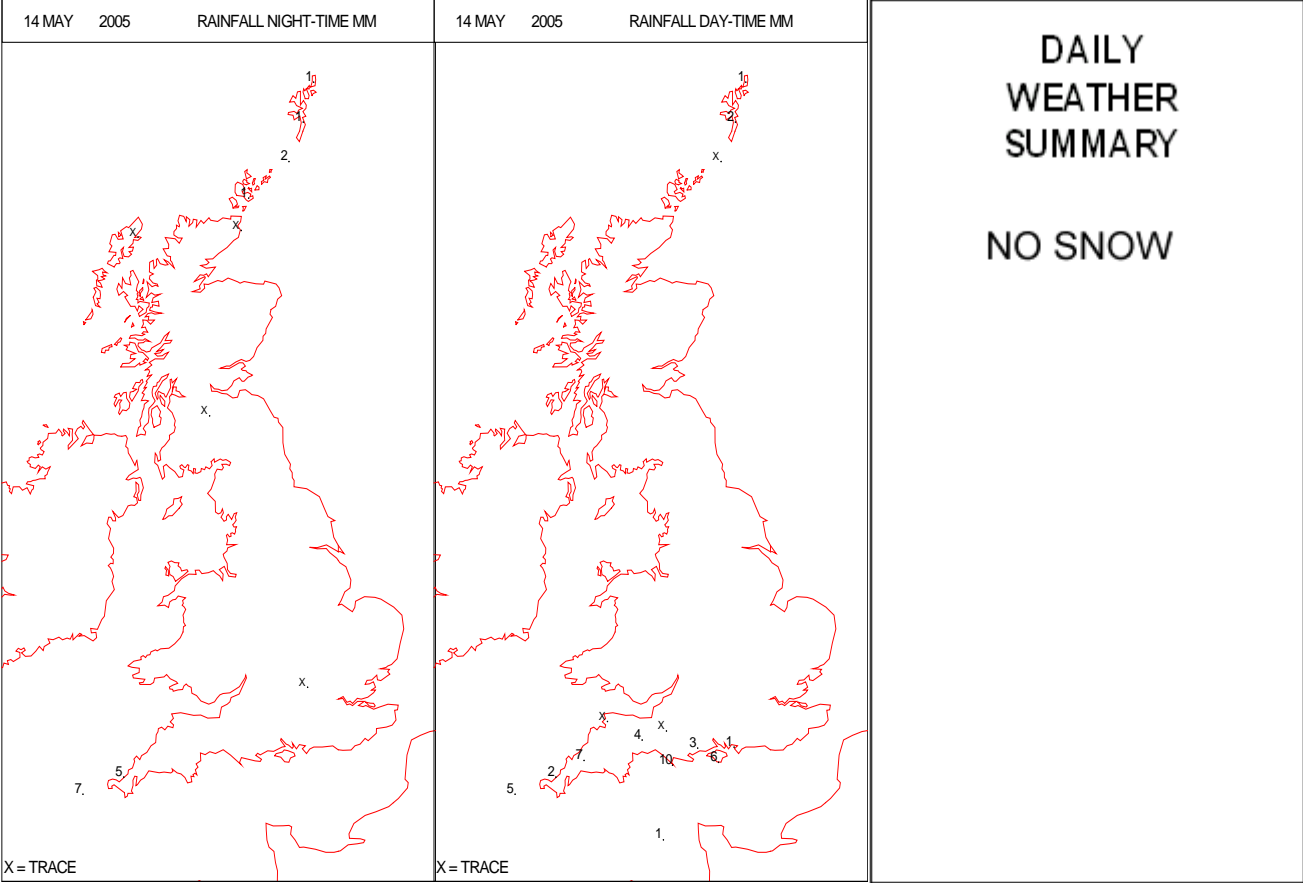 14 MAY 2005 RAINFALL NIGHT-TIME MM
1
1
2
1
X
X
X
X
5
7
X = TRACE
14 MAY 2005 RAINFALL DAY-TIME MM
1
2
X
X
X
4
3
1
7
10
6
2
5
1
X = TRACE
DAILY
WEATHER
SUMMARY
NO SNOW